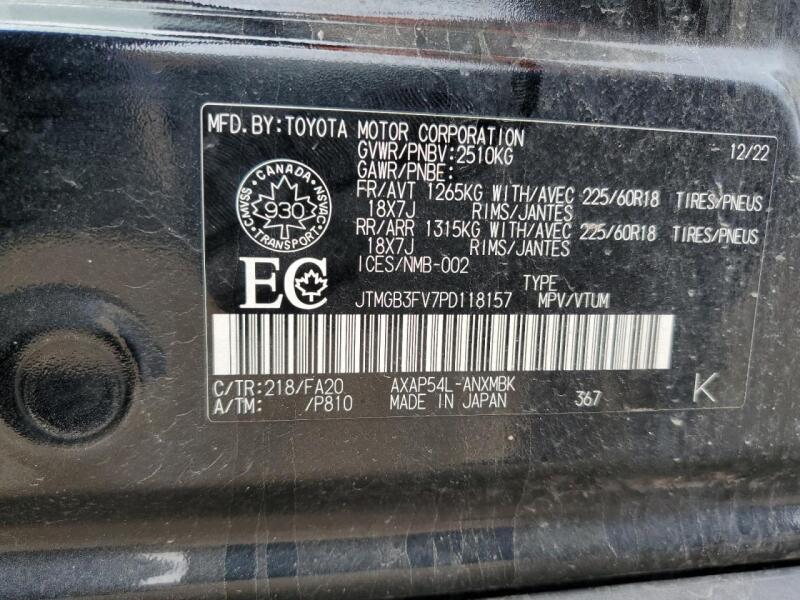 MFD.BY:TOYOTA MOTOR CORPORATION 12/22
GVWR/PNBV:2510KG
GAWR/PNBE:
FR/AVT 1265KG WITH/AVEC 225/60R18 TIRES/PNEUS
18X7J RIMS/JANTES
RR/ARR 1315KG WITH/AVEC 225/60R18 TIRES/PNEUS
18X7J RIMS/JANTES
CANADA
CMVSS NSVAC
930
TRANSPORT
ICES/NMB-002
EC
TYPE
JTMGB3FV7PD118157 MPV/VTUM
C/TR:218/FA20 AXAP54L-ANXMBK
A/TM: /P810 MADE IN JAPAN 367 K